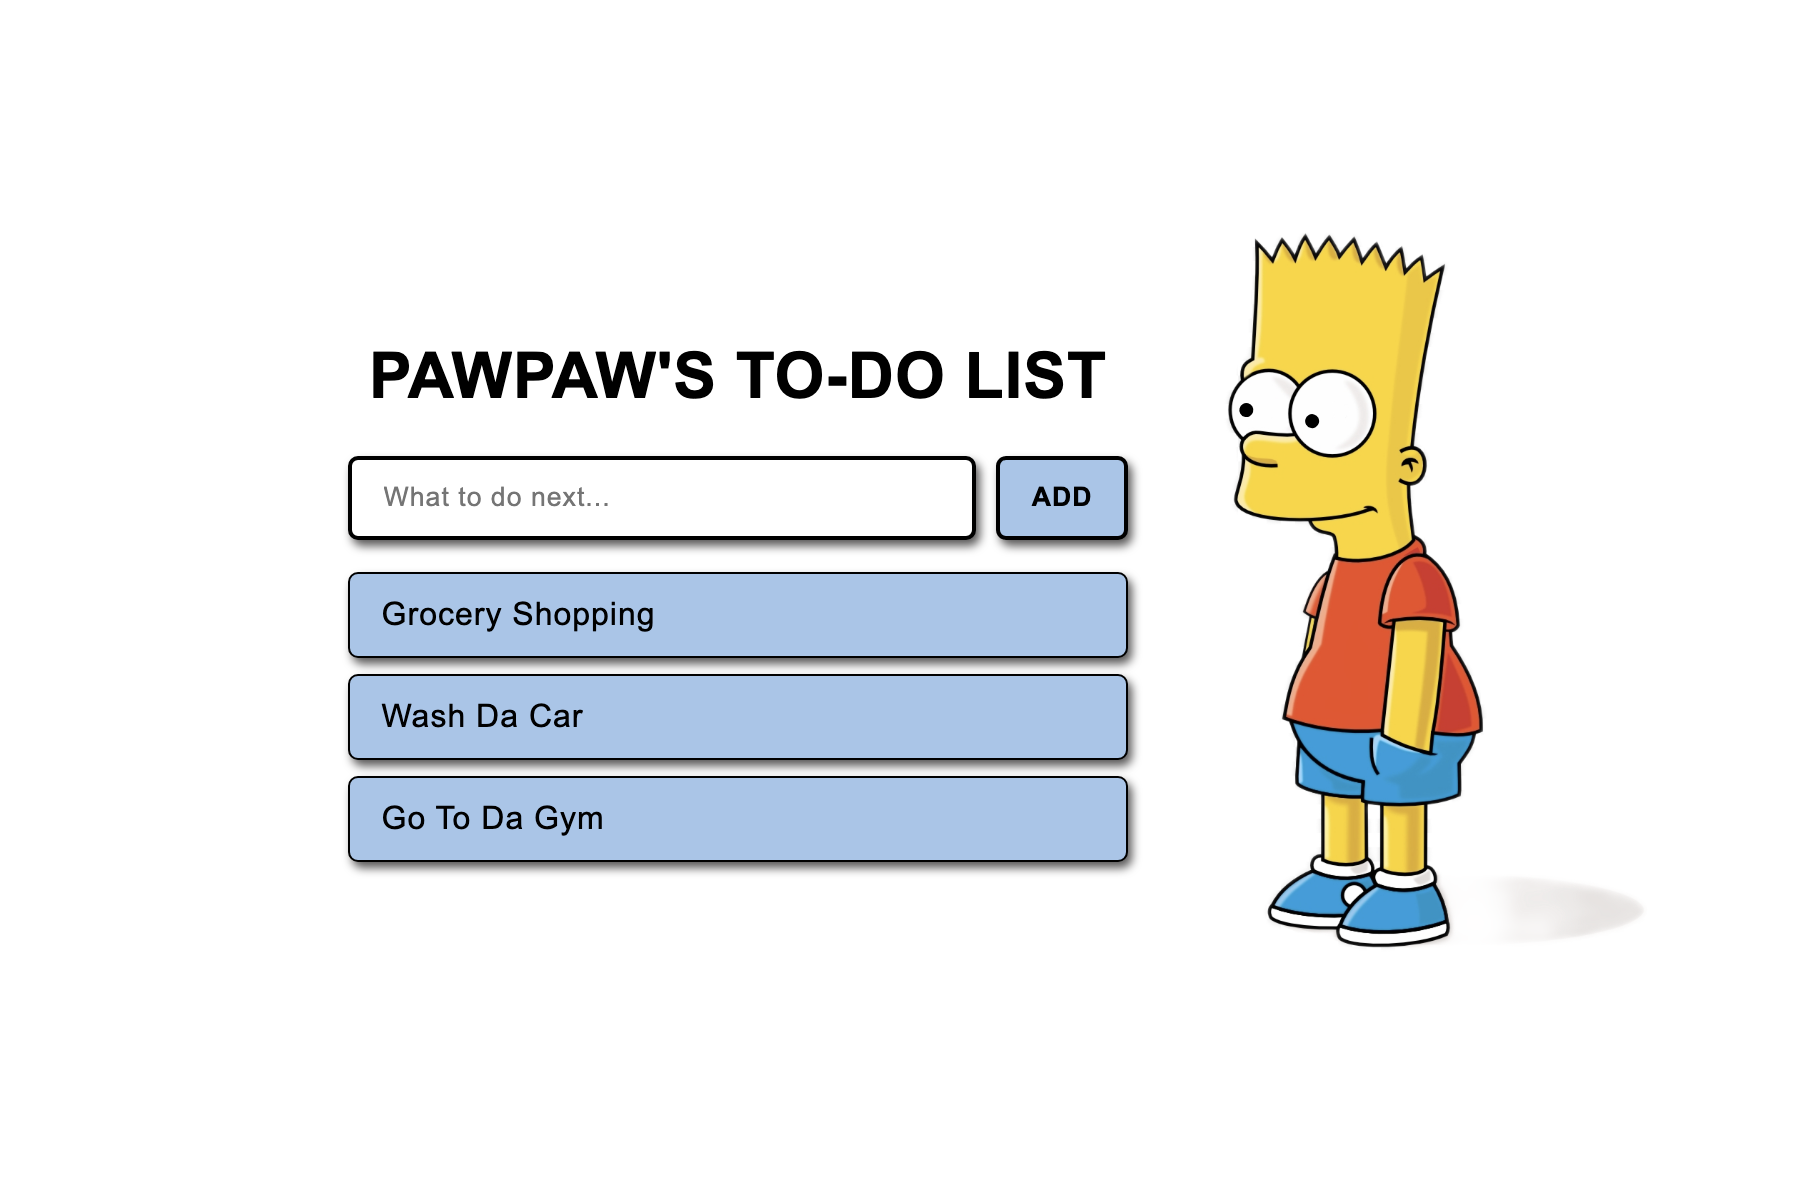 PAWPAW'S TO-DO LIST
What to do next...
ADD
Grocery Shopping
Wash Da Car
Go To Da Gym